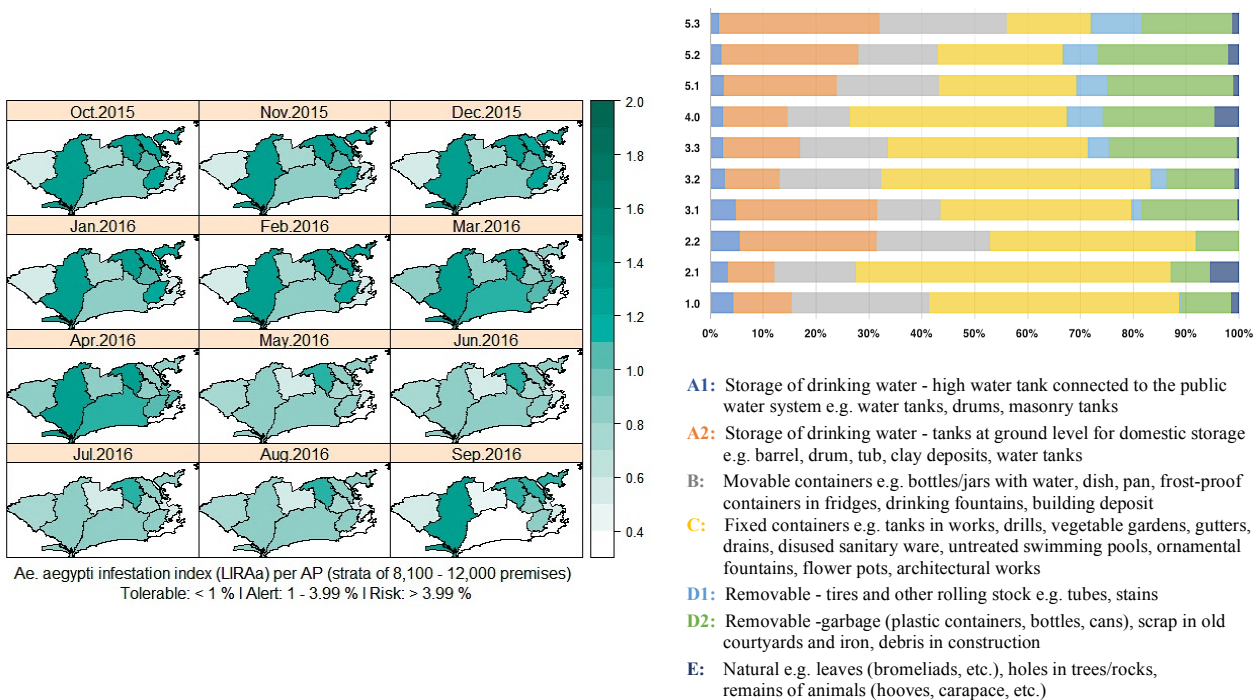 Oct.2015
Nov.2015
Dec.2015
Jan.2016
Feb.2016
Mar.2016
Apr.2016
May.2016
Jun.2016
Jul.2016
Aug.2016
Sep.2016
2.0
1.8
1.6
1.4
1.2
1.0
0.8
0.6
0.4
Ae. aegypti infestation index (LIRAa) per AP (strata of 8,100 - 12,000 premises)
Tolerable: < 1 % | Alert: 1 - 3.99 % | Risk: > 3.99 %
5.3
5.2
5.1
4.0
3.3
3.2
3.1
2.2
2.1
1.0
0% 10% 20% 30% 40% 50% 60% 70% 80% 90% 100%
A1: Storage of drinking water - high water tank connected to the public
water system e.g. water tanks, drums, masonry tanks
A2: Storage of drinking water - tanks at ground level for domestic storage
e.g. barrel, drum, tub, clay deposits, water tanks
B: Movable containers e.g. bottles/jars with water, dish, pan, frost-proof
containers in fridges, drinking fountains, building deposit
C: Fixed containers e.g. tanks in works, drills, vegetable gardens, gutters,
drains, disused sanitary ware, untreated swimming pools, ornamental
fountains, flower pots, architectural works
D1: Removable - tires and other rolling stock e.g. tubes, stains
D2: Removable -garbage (plastic containers, bottles, cans), scrap in old
courtyards and iron, debris in construction
E: Natural e.g. leaves (bromeliads, etc.), holes in trees/rocks,
remains of animals (hooves, carapace, etc.)